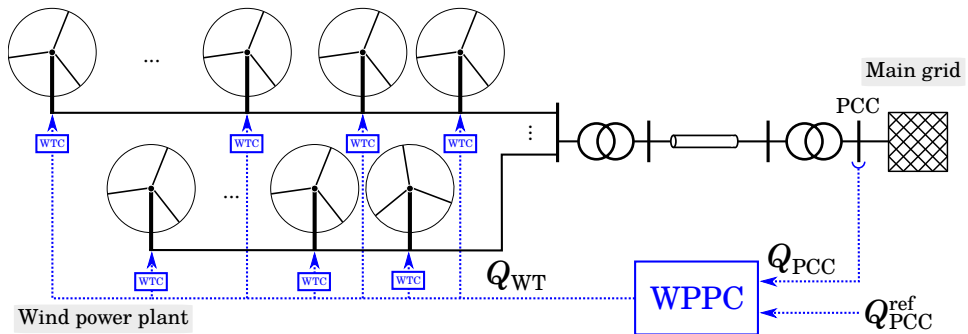 ...
Main grid
PCC
WTC WTC WTC WTC
...
...
WTC WTC WTC
Q_WT
Q_PCC
WPPC
Q_PCC^ref
Wind power plant